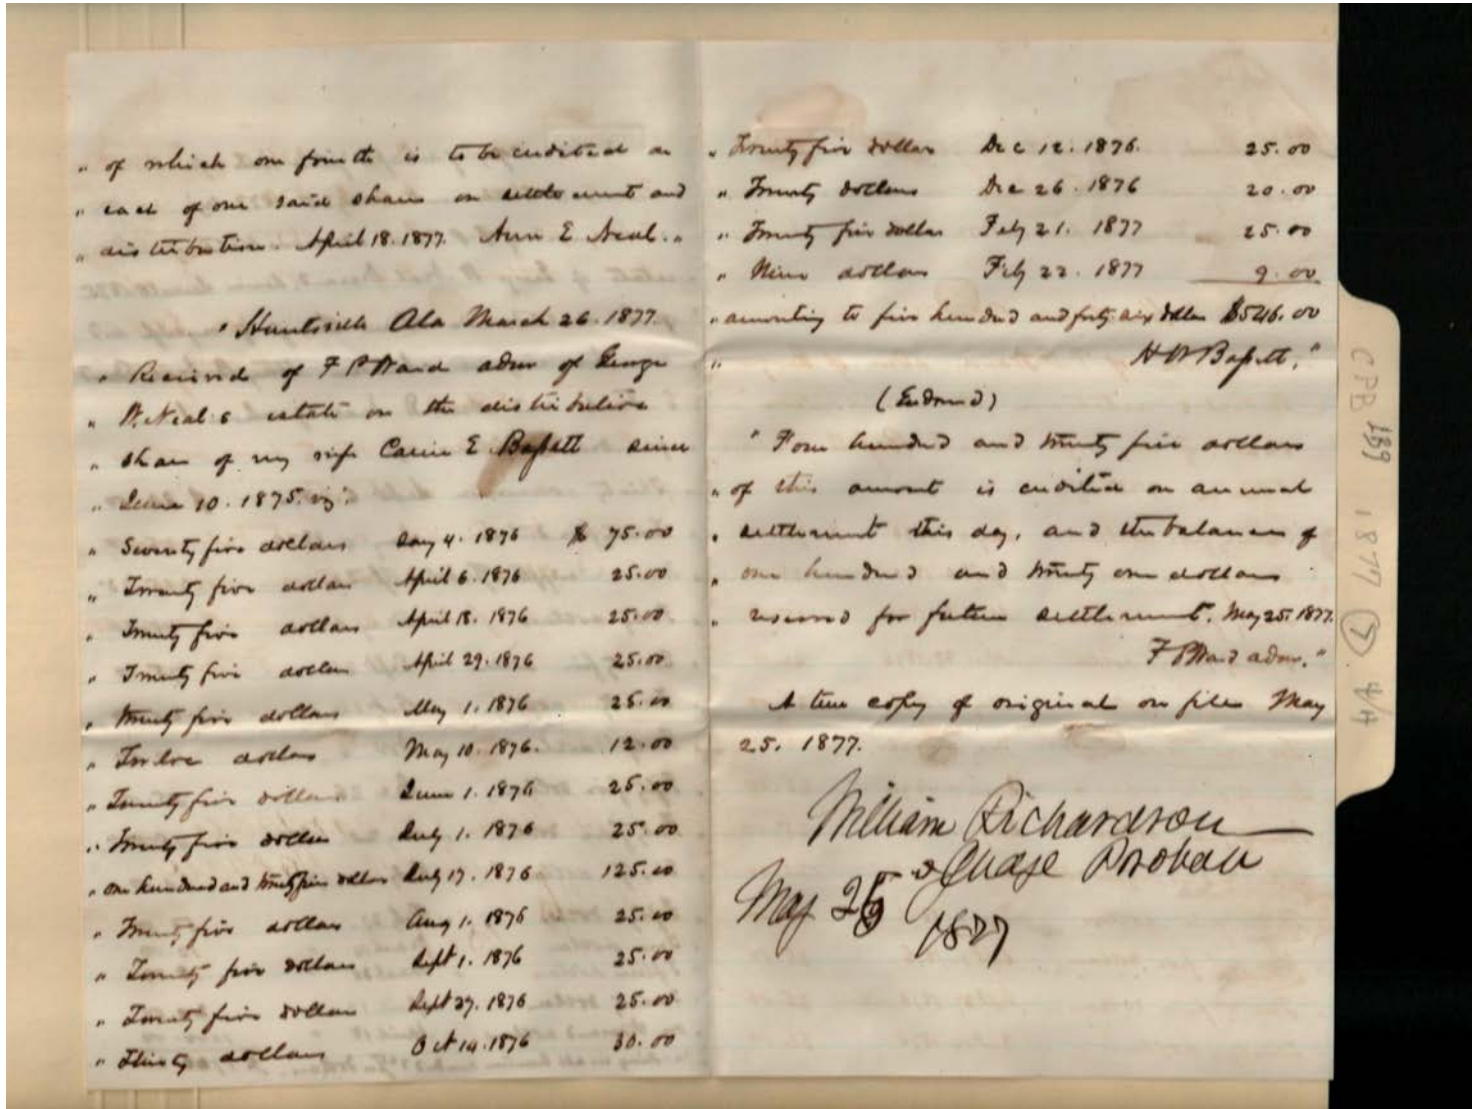 " of which one fourth is to be credited on
" each of one said shares on settlement and
" distribution. April 18. 1877. Ann E Neal. "
" Huntsville Ala March 26. 1877.
" Received of F P Ward admr of George
" W. Neal's estate on the distributive
" share of my wife Carrie E Bassett since
" June 10. 1875. viz:
" Seventy five dollars Jany 4. 1876 $ 75.00
" Twenty five dollars April 6. 1876 25.00
" Twenty five dollars April 18. 1876 25.00
" Twenty five dollars April 29. 1876 25.00
" twenty five dollars May 1. 1876 25.00
" Twelve dollars May 10. 1876. 12.00
" Twenty five dollars June 1. 1876 25.00
" Twenty five dollars July 1. 1876 25.00
" one hundred and twenty five dollars July 17. 1876 125.00
" Twenty five dollars Aug 1. 1876 25.00
" Twenty five dollars Sept 1. 1876 25.00
" Twenty five dollars Sept 27. 1876 25.00
" Thirty dollars Oct 14. 1876 30.00
" Twenty five dollars Dec 12. 1876. 25.00
" Twenty dollars Dec 26. 1876 20.00
" Twenty five dollars Feby 21. 1877 25.00
" Nine dollars Feby 22. 1877 9.00
" amounting to five hundred and forty six dollars $546.00
" H W Bassett. "
(Endorsed)
" Four hundred and twenty five dollars
" of this amount is credited on annual
" settlement this day, and the balance of
" one hundred and twenty one dollars
" reserved for future settlement. May 25. 1877.
F P Ward admr. "
A true copy of original on file May
25. 1877.
William Richardson
Judge Probate
May 25
1877
CPB 189 1877 (7) 4/4